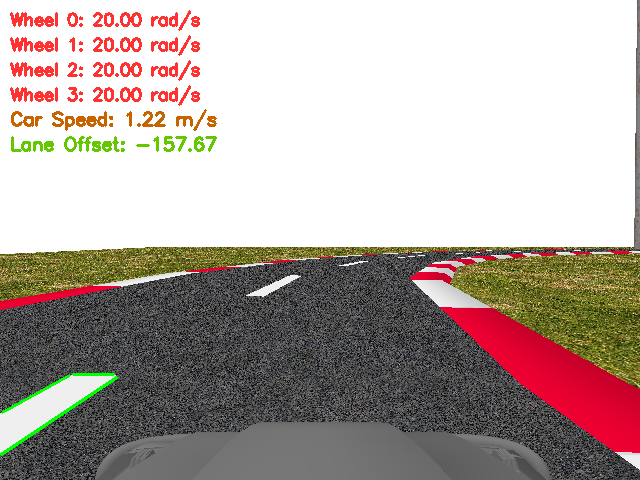 Wheel 0: 20.00 rad/s
Wheel 1: 20.00 rad/s
Wheel 2: 20.00 rad/s
Wheel 3: 20.00 rad/s
Car Speed: 1.22 m/s
Lane Offset: -157.67